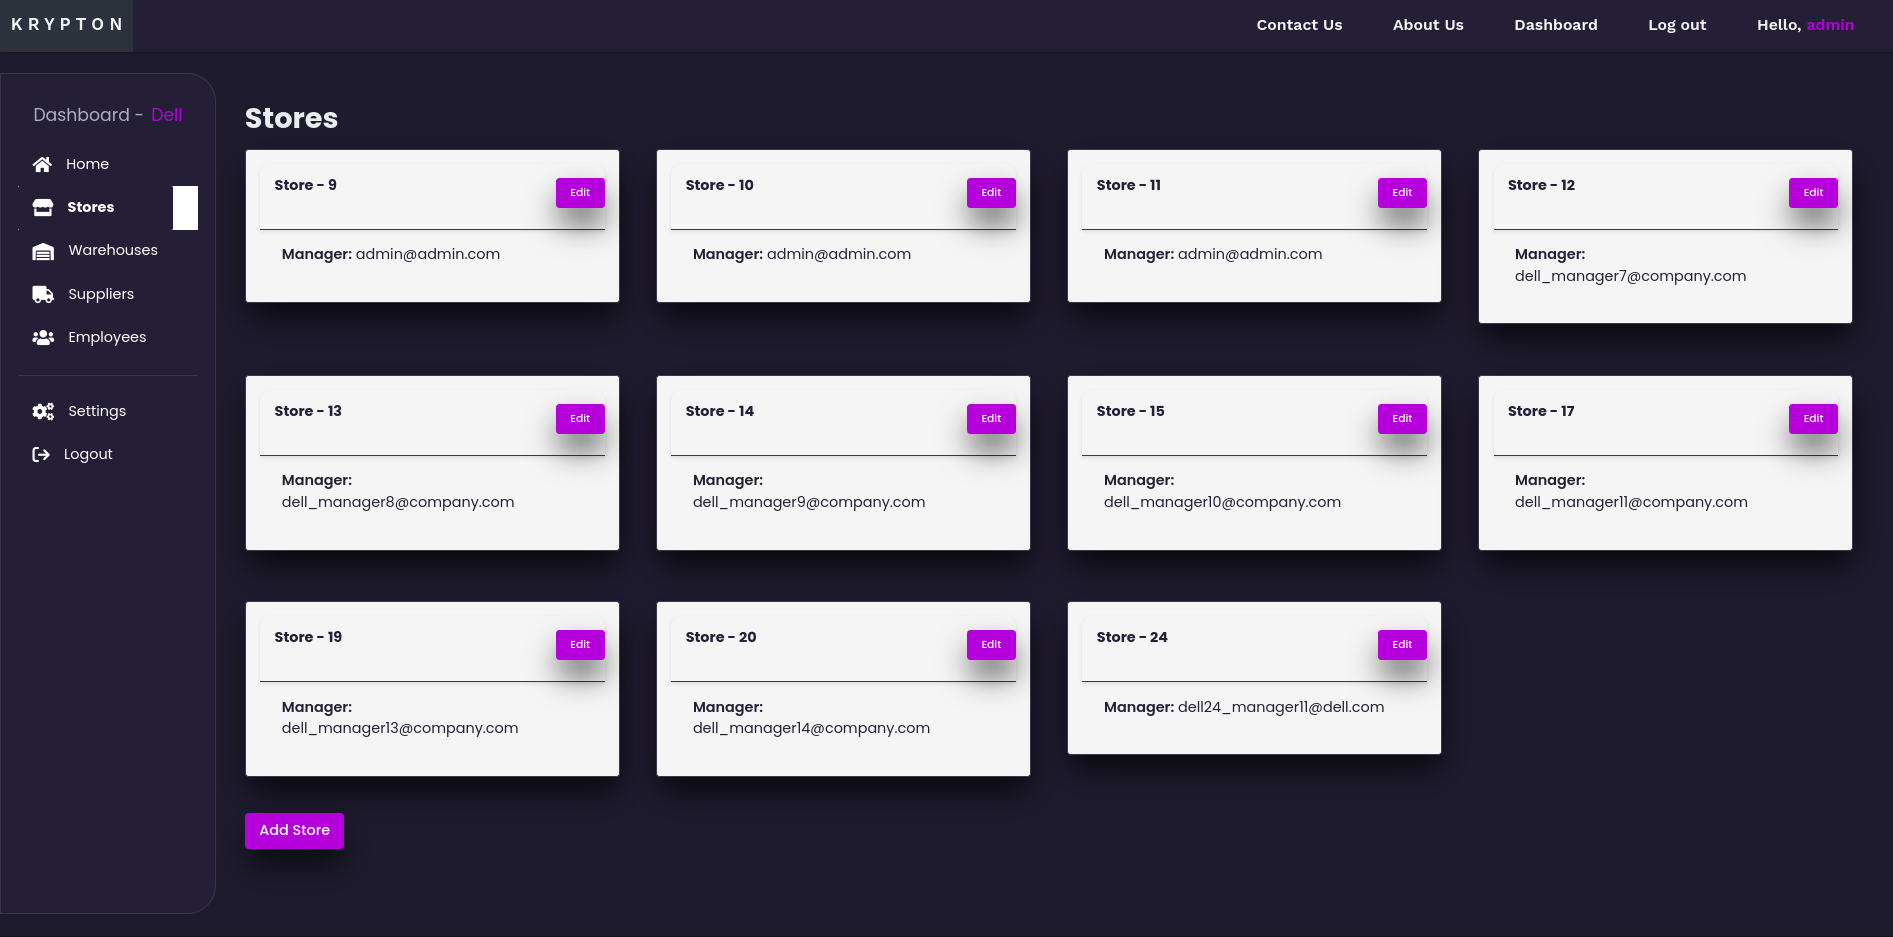 KRYPTON
Contact Us
About Us
Dashboard
Log out
Hello, admin
Dashboard - Dell
Home
Stores
Warehouses
Suppliers
Employees
Settings
Logout
Stores
Store - 9
Edit
Manager: admin@admin.com
Store - 10
Edit
Manager: admin@admin.com
Store - 11
Edit
Manager: admin@admin.com
Store - 12
Edit
Manager:
dell_manager7@company.com
Store - 13
Edit
Manager:
dell_manager8@company.com
Store - 14
Edit
Manager:
dell_manager9@company.com
Store - 15
Edit
Manager:
dell_manager10@company.com
Store - 17
Edit
Manager:
dell_manager11@company.com
Store - 19
Edit
Manager:
dell_manager13@company.com
Store - 20
Edit
Manager:
dell_manager14@company.com
Store - 24
Edit
Manager: dell24_manager11@dell.com
Add Store